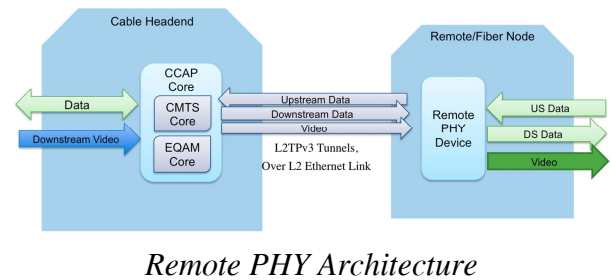 Cable Headend
Remote/Fiber Node
CCAP
Core
CMTS
Core
EQAM
Core
Data
Downstream Video
Upstream Data
Downstream Data
Video
L2TPv3 Tunnels,
Over L2 Ethernet Link
Remote
PHY
Device
US Data
DS Data
Video
Remote PHY Architecture